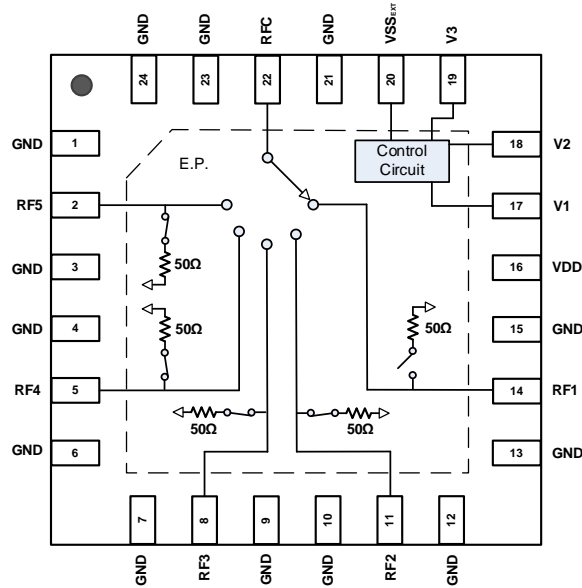 GND
GND
RFC
GND
VSSEXT
V3
24
23
22
21
20
19
GND
1
E.P.
Control
Circuit
18
V2
RF5
2
17
V1
GND
3
50Ω
16
VDD
GND
4
50Ω
50Ω
15
GND
RF4
5
14
RF1
50Ω
50Ω
GND
6
13
GND
7
8
9
10
11
12
GND
RF3
GND
GND
RF2
GND